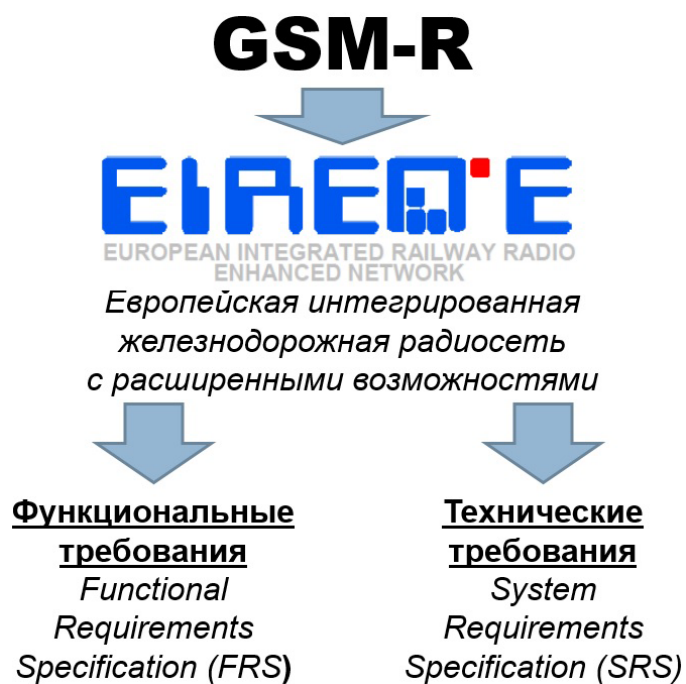 GSM-R
EIRENE
EUROPEAN INTEGRATED RAILWAY RADIO
ENHANCED NETWORK
Европейская интегрированная
железнодорожная радиосеть
с расширенными возможностями
Функциональные
требования
Functional
Requirements
Specification (FRS)
Технические
требования
System
Requirements
Specification (SRS)